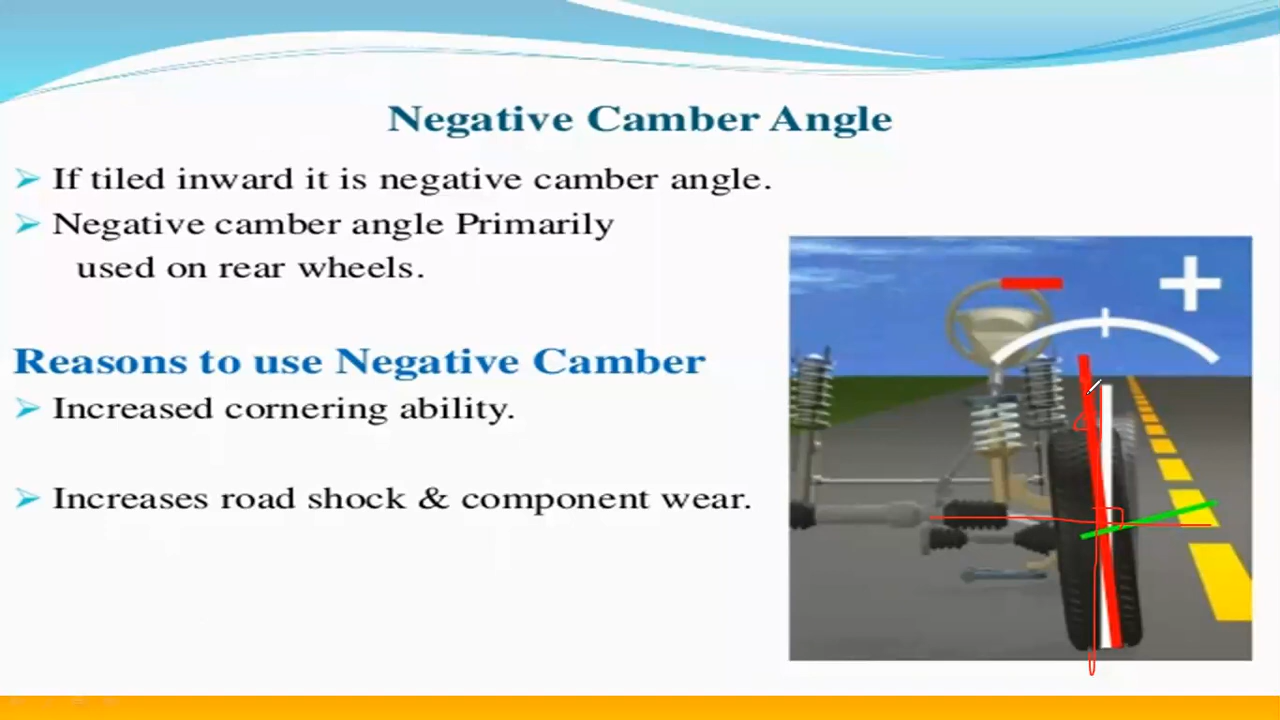 Negative Camber Angle
If tiled inward it is negative camber angle.
Negative camber angle Primarily
used on rear wheels.
Reasons to use Negative Camber
Increased cornering ability.
Increases road shock & component wear.